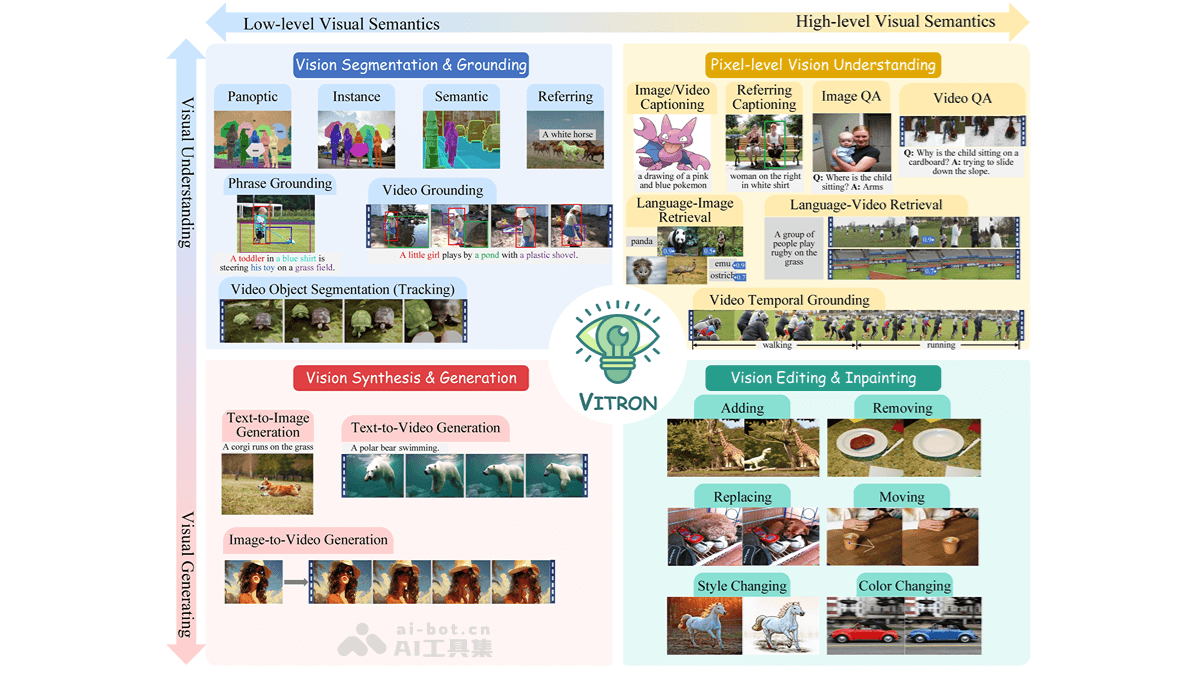 Low-level Visual Semantics
High-level Visual Semantics
Visual Understanding
Visual Generating
Vision Segmentation & Grounding
Panoptic
Instance
Semantic
Referring
A white horse
Phrase Grounding
A toddler in a blue shirt is
steering his toy on a grass field.
Video Grounding
A little girl plays by a pond with a plastic shovel.
Video Object Segmentation (Tracking)
Pixel-level Vision Understanding
Image/Video
Captioning
a drawing of a pink
and blue pokemon
Referring
Captioning
woman on the right
in white shirt
Image QA
Q: Where is the child
sitting? A: Arms
Video QA
Q: Why is the child sitting on a
cardboard? A: trying to slide
down the slope.
Language-Image
Retrieval
panda
emu
ostrich
Language-Video Retrieval
A group of
people play
rugby on the
grass
Video Temporal Grounding
walking
running
VITRON
Vision Synthesis & Generation
Text-to-Image
Generation
A corgi runs on the grass
Text-to-Video Generation
A polar bear swimming.
Image-to-Video Generation
ai-bot.cn
AI工具集
Vision Editing & Inpainting
Adding
Removing
Replacing
Moving
Style Changing
Color Changing